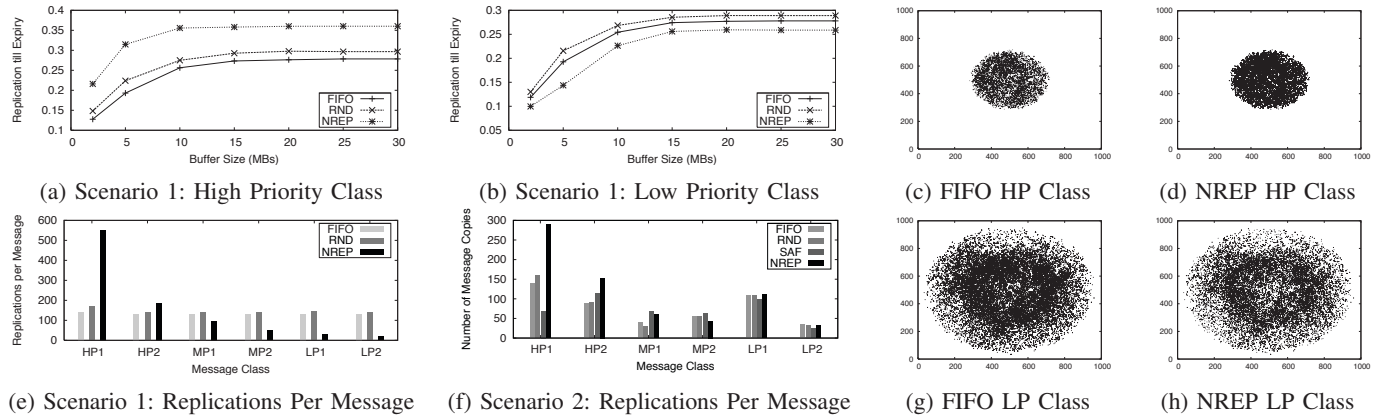 0.4
0.35
0.3
0.25
0.2
0.15
0.1
Replication till Expiry
0 5 10 15 20 25 30
Buffer Size (MBs)
FIFO
RND
NREP
(a) Scenario 1: High Priority Class
0.3
0.25
0.2
0.15
0.1
0.05
Replication till Expiry
0 5 10 15 20 25 30
Buffer Size (MBs)
FIFO
RND
NREP
(b) Scenario 1: Low Priority Class
1000
800
600
400
200
0
0 200 400 600 800 1000
(c) FIFO HP Class
1000
800
600
400
200
0
0 200 400 600 800 1000
(d) NREP HP Class
600
500
400
300
200
100
0
Replications per Message
HP1 HP2 MP1 MP2 LP1 LP2
Message Class
FIFO
RND
NREP
(e) Scenario 1: Replications Per Message
300
250
200
150
100
50
0
Number of Message Copies
HP1 HP2 MP1 MP2 LP1 LP2
Message Class
FIFO
RND
SAF
NREP
(f) Scenario 2: Replications Per Message
1000
800
600
400
200
0
0 200 400 600 800 1000
(g) FIFO LP Class
1000
800
600
400
200
0
0 200 400 600 800 1000
(h) NREP LP Class